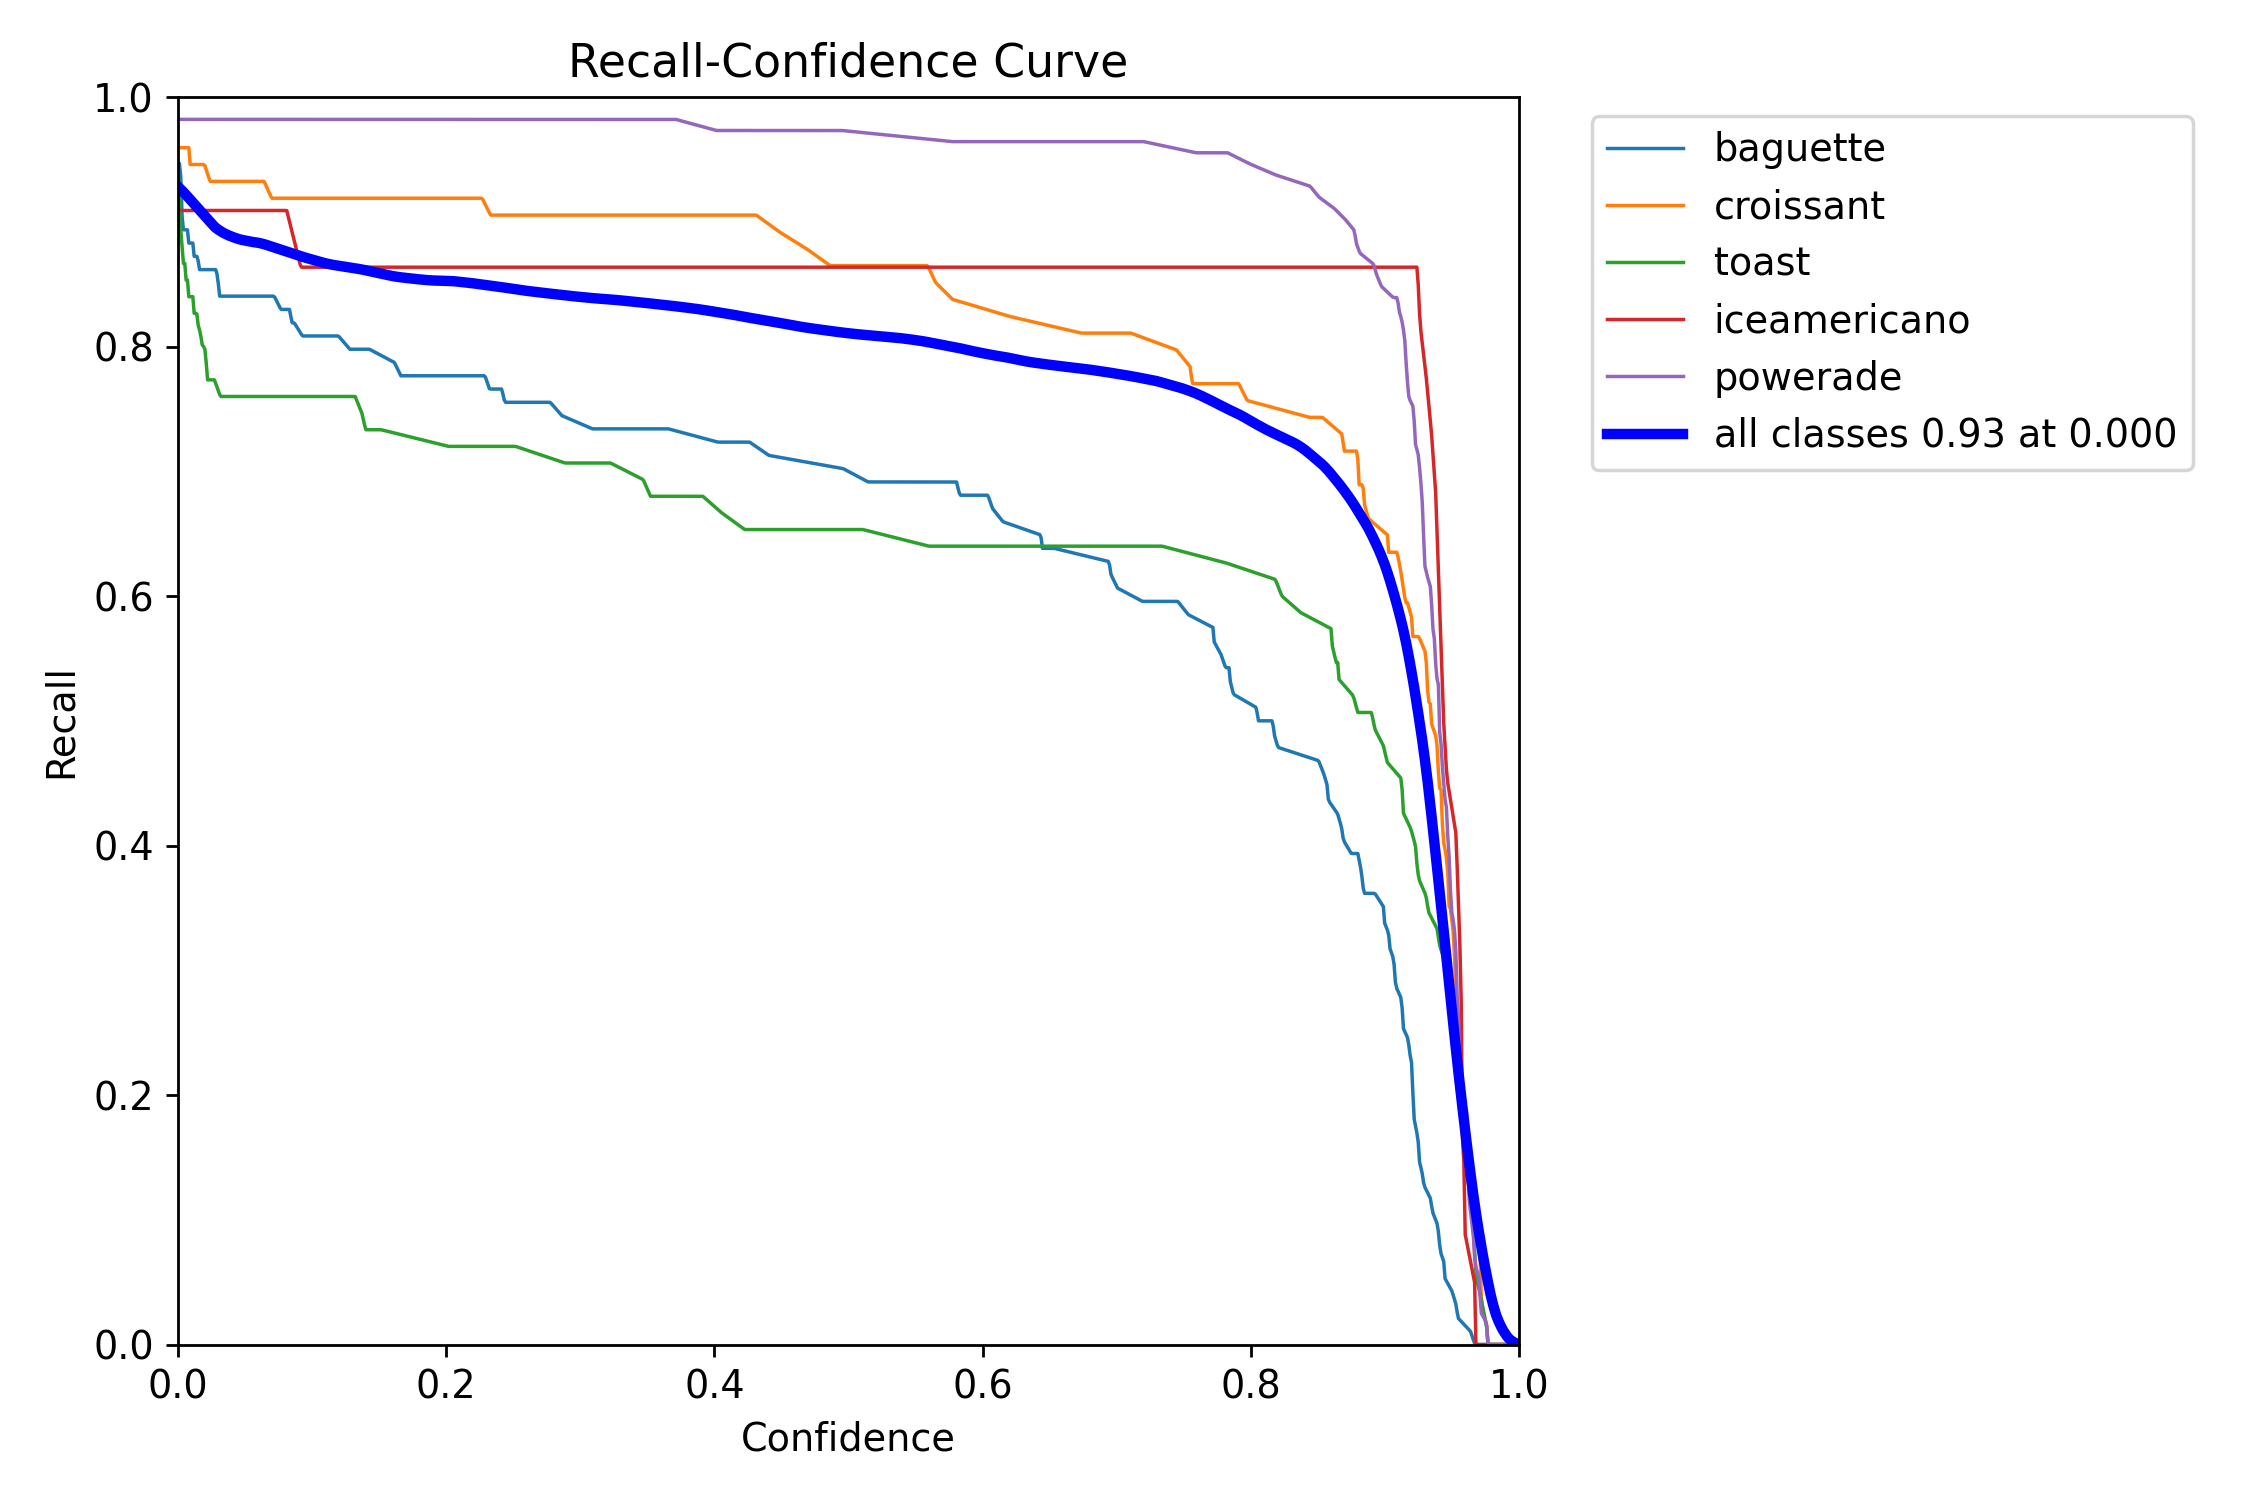 Recall-Confidence Curve
1.0
0.8
0.6
0.4
0.2
0.0
Recall
0.0 0.2 0.4 0.6 0.8 1.0
Confidence
baguette
croissant
toast
iceamericano
powerade
all classes 0.93 at 0.000